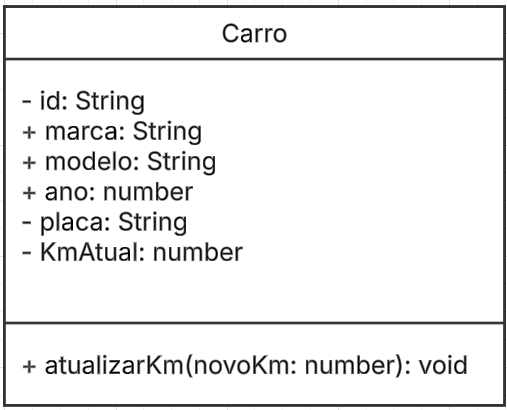 Carro
- id: String
+ marca: String
+ modelo: String
+ ano: number
- placa: String
- KmAtual: number
+ atualizarKm(novoKm: number): void